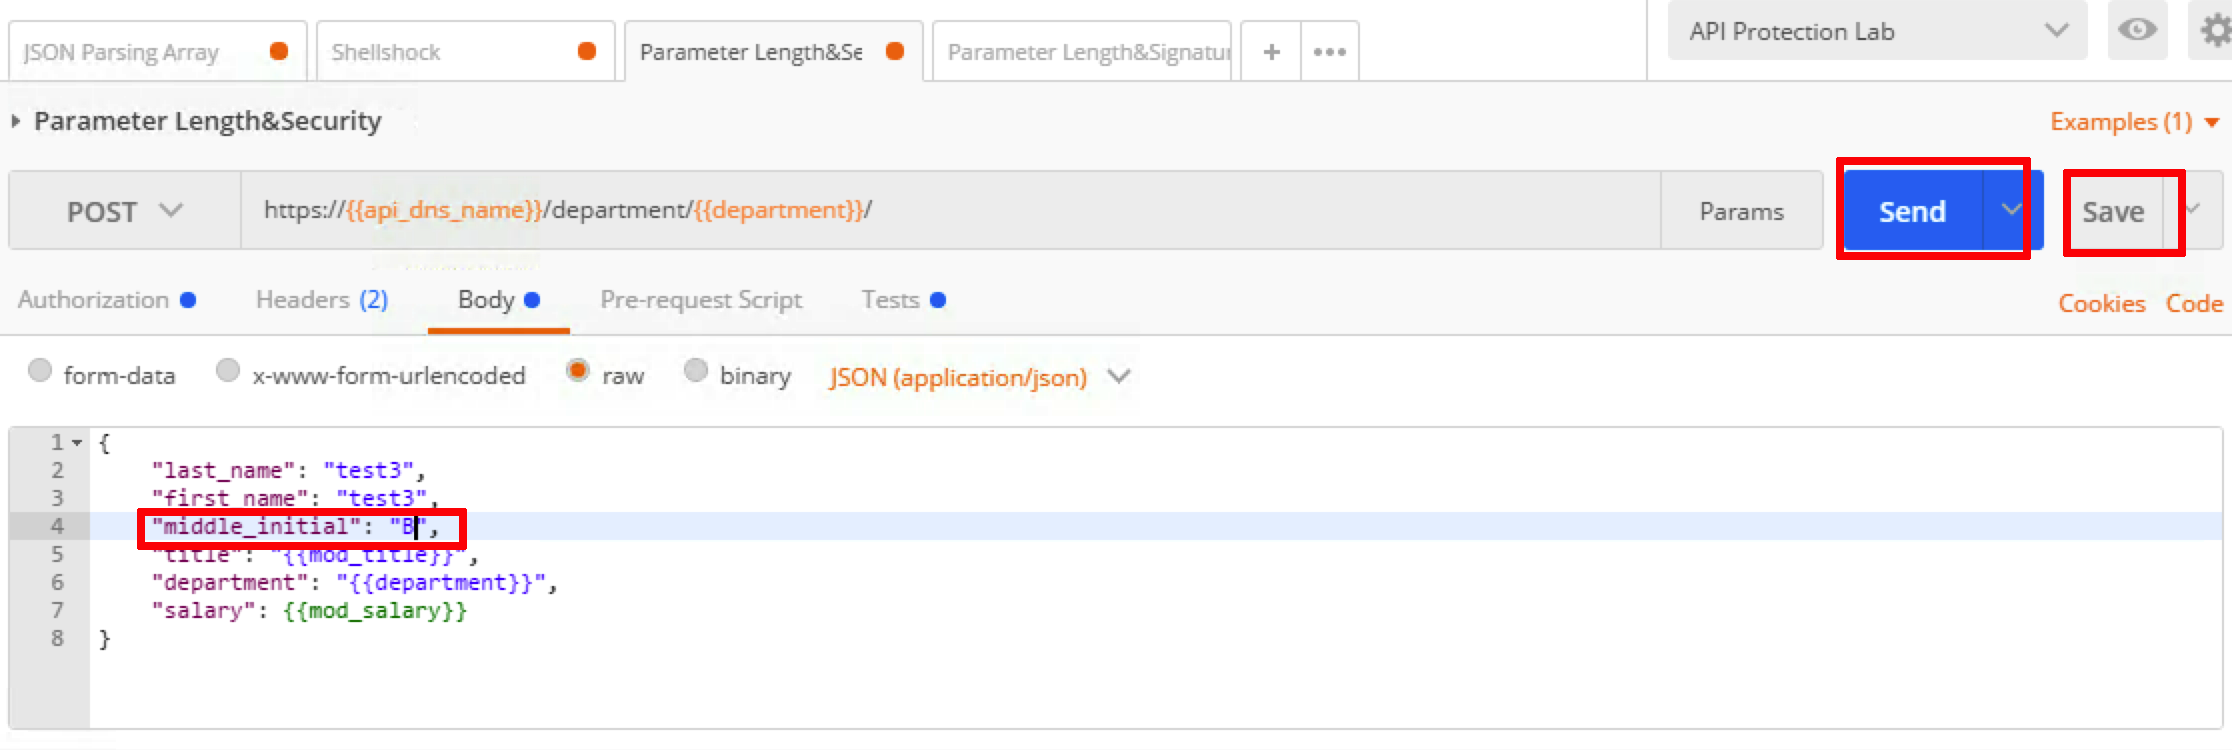 JSON Parsing Array
Shellshock
Parameter Length&Se
Parameter Length&Signatur
+
API Protection Lab
Parameter Length&Security
Examples (1)
POST
https://{{api_dns_name}}/department/{{department}}/
Params
Send
Save
Authorization
Headers (2)
Body
Pre-request Script
Tests
Cookies
Code
form-data
x-www-form-urlencoded
raw
binary
JSON (application/json)
1 {
2 "last_name": "test3",
3 "first_name": "test3",
4 "middle_initial": "B",
5 "title": "{{mod_title}}",
6 "department": "{{department}}",
7 "salary": {{mod_salary}}
8 }